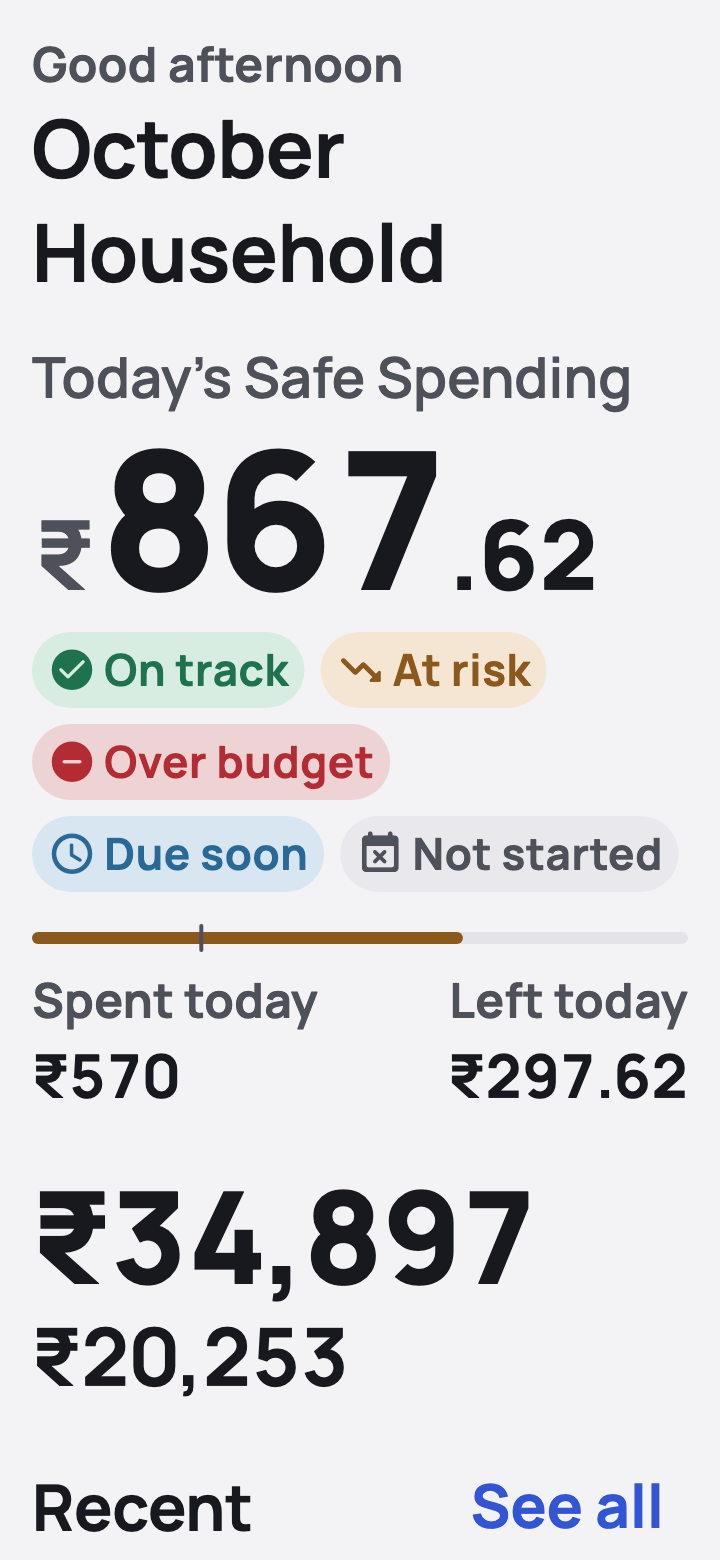 Good afternoon
October
Household
Today’s Safe Spending
₹867.62
On track At risk
Over budget
Due soon Not started
Spent today Left today
₹570 ₹297.62
₹34,897
₹20,253
Recent See all